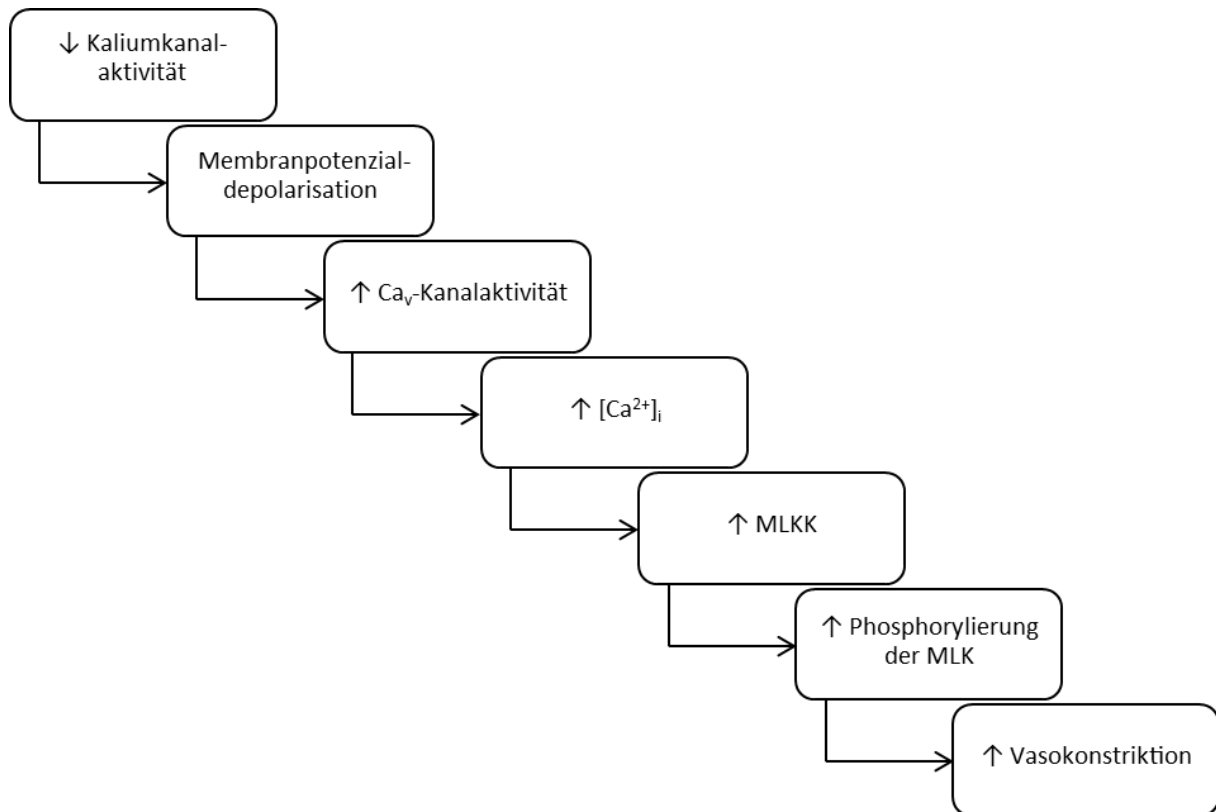 ↓ Kaliumkanal-
aktivität
Membranpotenzial-
depolarisation
↑ Caᵥ-Kanalaktivität
↑ [Ca²⁺]ᵢ
↑ MLKK
↑ Phosphorylierung
der MLK
↑ Vasokonstriktion